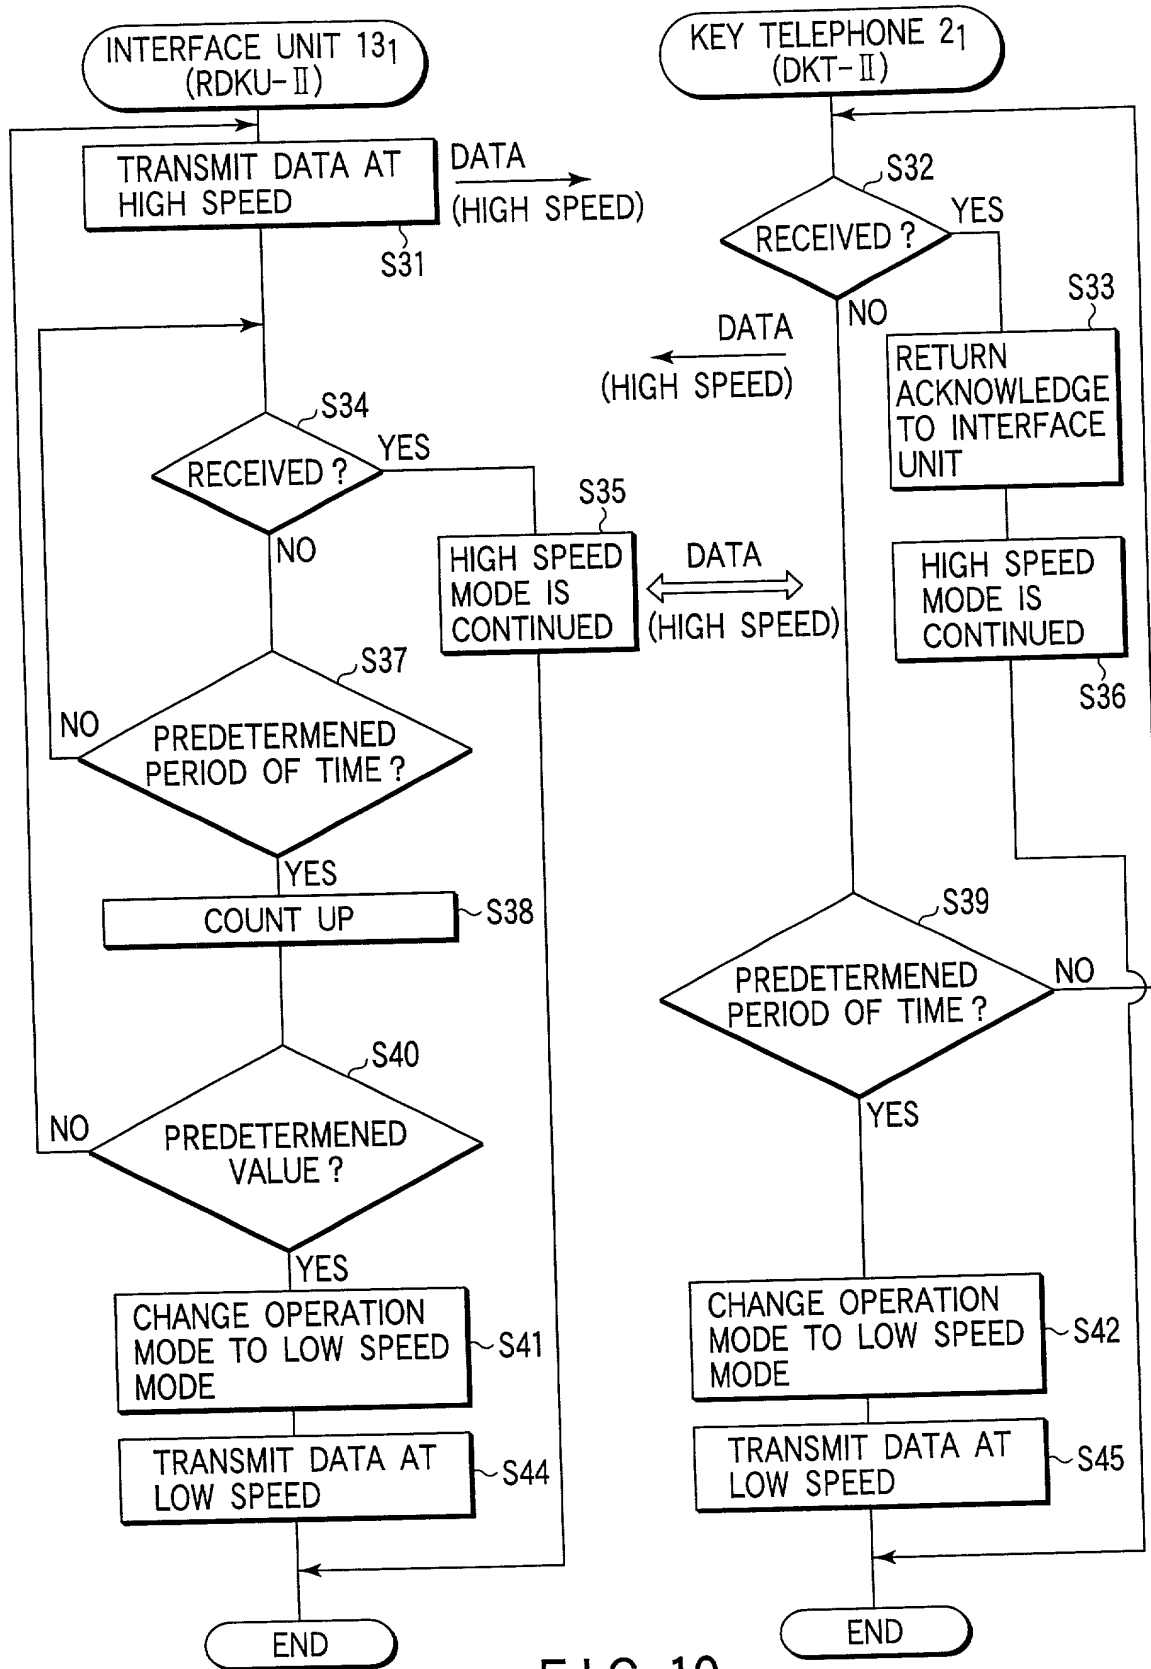 INTERFACE UNIT 13₁
(RDKU-Ⅱ)
TRANSMIT DATA AT
HIGH SPEED
S31
DATA
(HIGH SPEED)
S34
RECEIVED ?
YES
NO
S35
HIGH SPEED
MODE IS
CONTINUED
DATA
(HIGH SPEED)
S37
PREDETERMENED
PERIOD OF TIME ?
NO
YES
COUNT UP
S38
S40
PREDETERMENED
VALUE ?
NO
YES
CHANGE OPERATION
MODE TO LOW SPEED
MODE
S41
TRANSMIT DATA AT
LOW SPEED
S44
END
KEY TELEPHONE 2₁
(DKT-Ⅱ)
S32
RECEIVED ?
YES
NO
DATA
(HIGH SPEED)
S33
RETURN
ACKNOWLEDGE
TO INTERFACE
UNIT
HIGH SPEED
MODE IS
CONTINUED
S36
S39
PREDETERMENED
PERIOD OF TIME ?
NO
YES
CHANGE OPERATION
MODE TO LOW SPEED
MODE
S42
TRANSMIT DATA AT
LOW SPEED
S45
END